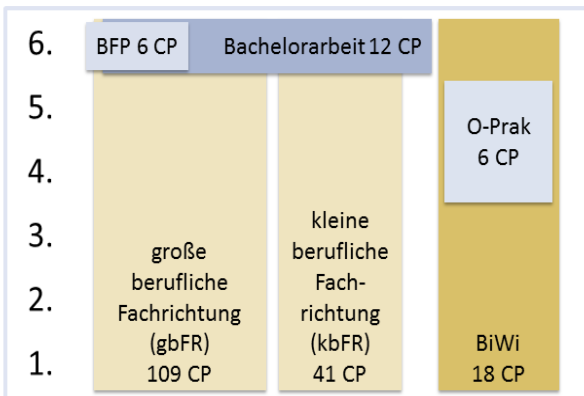 6.
BFP 6 CP
Bachelorarbeit 12 CP
5.
O-Prak
6 CP
4.
3.
2.
1.
große
berufliche
Fachrichtung
(gbFR)
109 CP
kleine
berufliche
Fach-
richtung
(kbFR)
41 CP
BiWi
18 CP